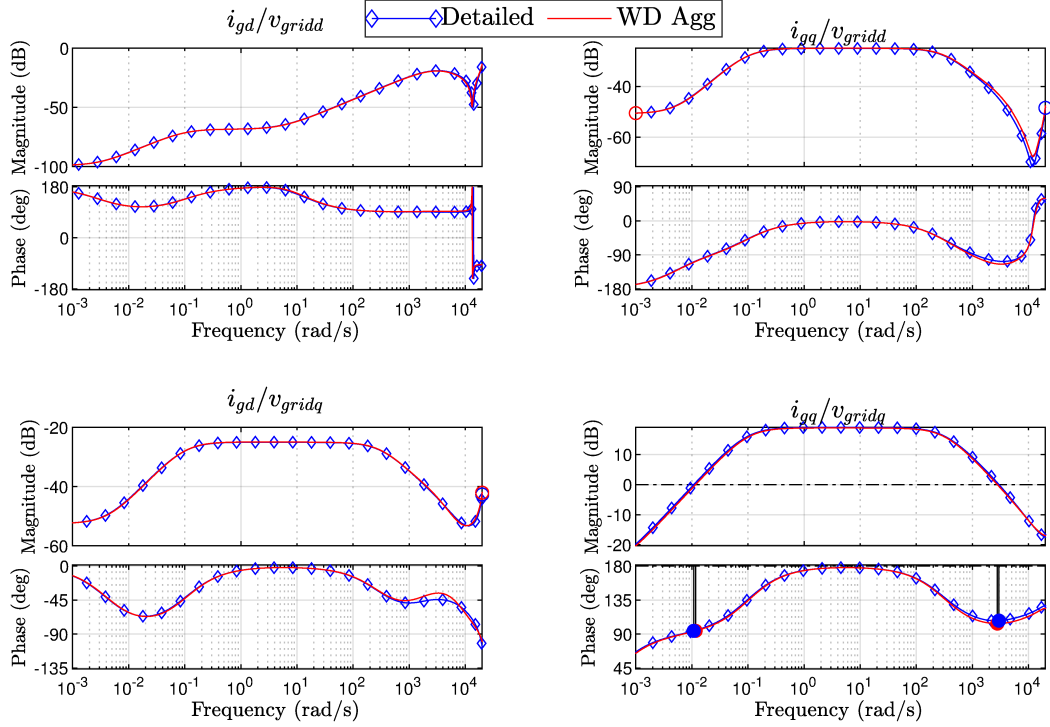 Detailed WD Agg
i_gd/v_gridd
Magnitude (dB)
0
-50
-100
Phase (deg)
180
0
-180
10^-3 10^-2 10^-1 10^0 10^1 10^2 10^3 10^4
Frequency (rad/s)
i_gq/v_gridd
Magnitude (dB)
-40
-60
Phase (deg)
90
0
-90
-180
10^-3 10^-2 10^-1 10^0 10^1 10^2 10^3 10^4
Frequency (rad/s)
i_gd/v_gridq
Magnitude (dB)
-20
-40
-60
Phase (deg)
0
-45
-90
-135
10^-3 10^-2 10^-1 10^0 10^1 10^2 10^3 10^4
Frequency (rad/s)
i_gq/v_gridq
Magnitude (dB)
10
0
-10
-20
Phase (deg)
180
135
90
45
10^-3 10^-2 10^-1 10^0 10^1 10^2 10^3 10^4
Frequency (rad/s)